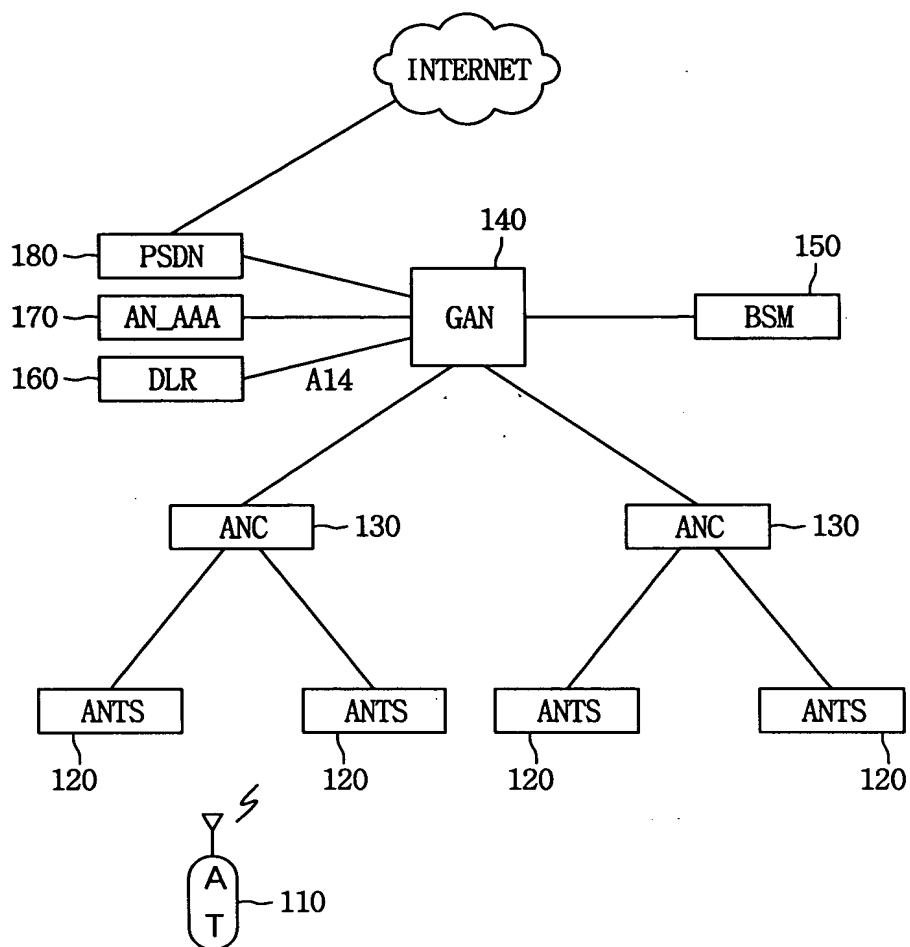 INTERNET
140
150
180
PSDN
170
AN_AAA
GAN
BSM
160
DLR
A14
ANC
130
ANC
130
ANTS
ANTS
ANTS
ANTS
120
120
120
120
A
T
110